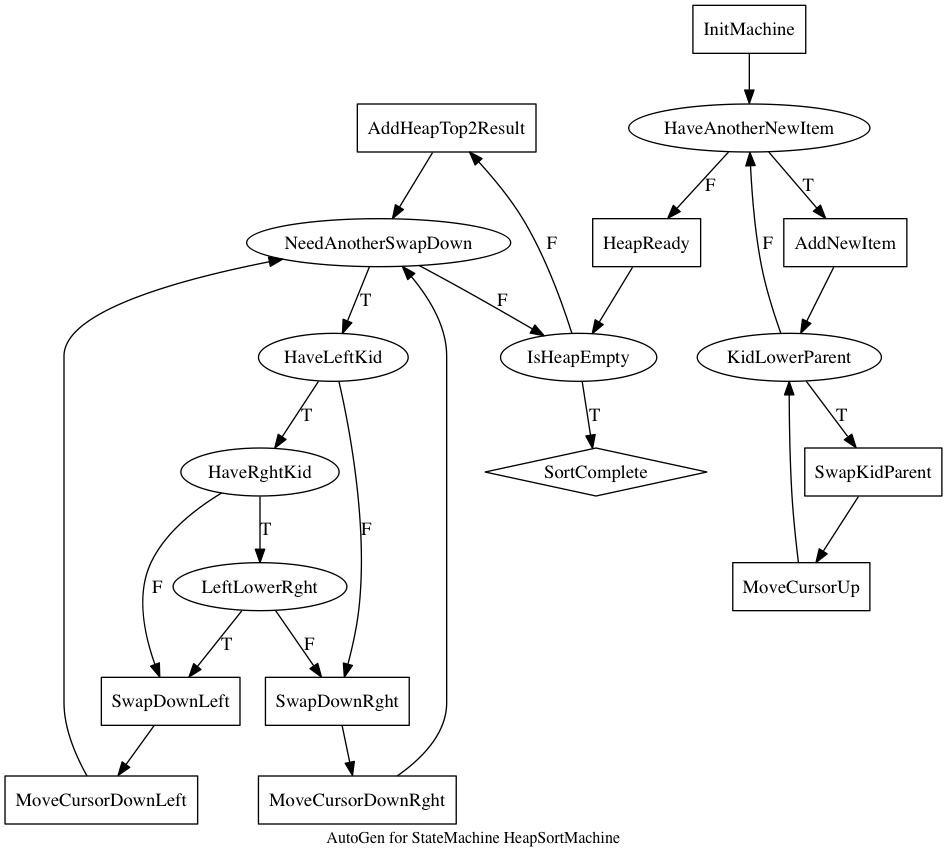 InitMachine
AddHeapTop2Result
HaveAnotherNewItem
F
T
NeedAnotherSwapDown
F
HeapReady
F
AddNewItem
T
F
HaveLeftKid
IsHeapEmpty
KidLowerParent
T
T
T
HaveRghtKid
SortComplete
SwapKidParent
T
F
F
LeftLowerRght
MoveCursorUp
T
F
SwapDownLeft
SwapDownRght
MoveCursorDownLeft
MoveCursorDownRght
AutoGen for StateMachine HeapSortMachine